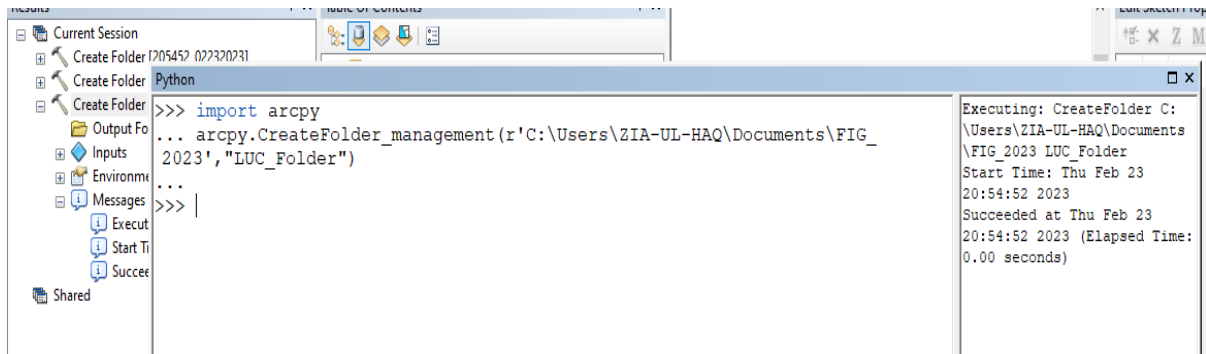 Results
Table Of Contents
Edit Sketch Prop
Current Session
Create Folder [205452_02232023]
Create Folder
Create Folder
Output Fo
Inputs
Environme
Messages
Execut
Start Ti
Succee
Shared
Z M
Python
>>> import arcpy
... arcpy.CreateFolder_management(r'C:\Users\ZIA-UL-HAQ\Documents\FIG_
2023',"LUC_Folder")
...
>>>
Executing: CreateFolder C:
\Users\ZIA-UL-HAQ\Documents
\FIG_2023 LUC_Folder
Start Time: Thu Feb 23
20:54:52 2023
Succeeded at Thu Feb 23
20:54:52 2023 (Elapsed Time:
0.00 seconds)